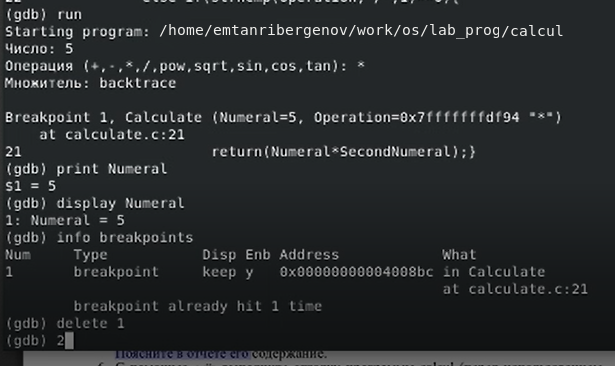 (gdb) run
Starting program: /home/emtanribergenov/work/os/lab_prog/calcul
Число: 5
Операция (+,-,*,/,pow,sqrt,sin,cos,tan): *
Множитель: backtrace
Breakpoint 1, Calculate (Numeral=5, Operation=0x7fffffffdf94 "*")
at calculate.c:21
21 return(Numeral*SecondNumeral);}
(gdb) print Numeral
$1 = 5
(gdb) display Numeral
1: Numeral = 5
(gdb) info breakpoints
Num Type Disp Enb Address What
1 breakpoint keep y 0x00000000004008bc in Calculate
at calculate.c:21
breakpoint already hit 1 time
(gdb) delete 1
(gdb) 2
Поясните в отчёте его содержание.